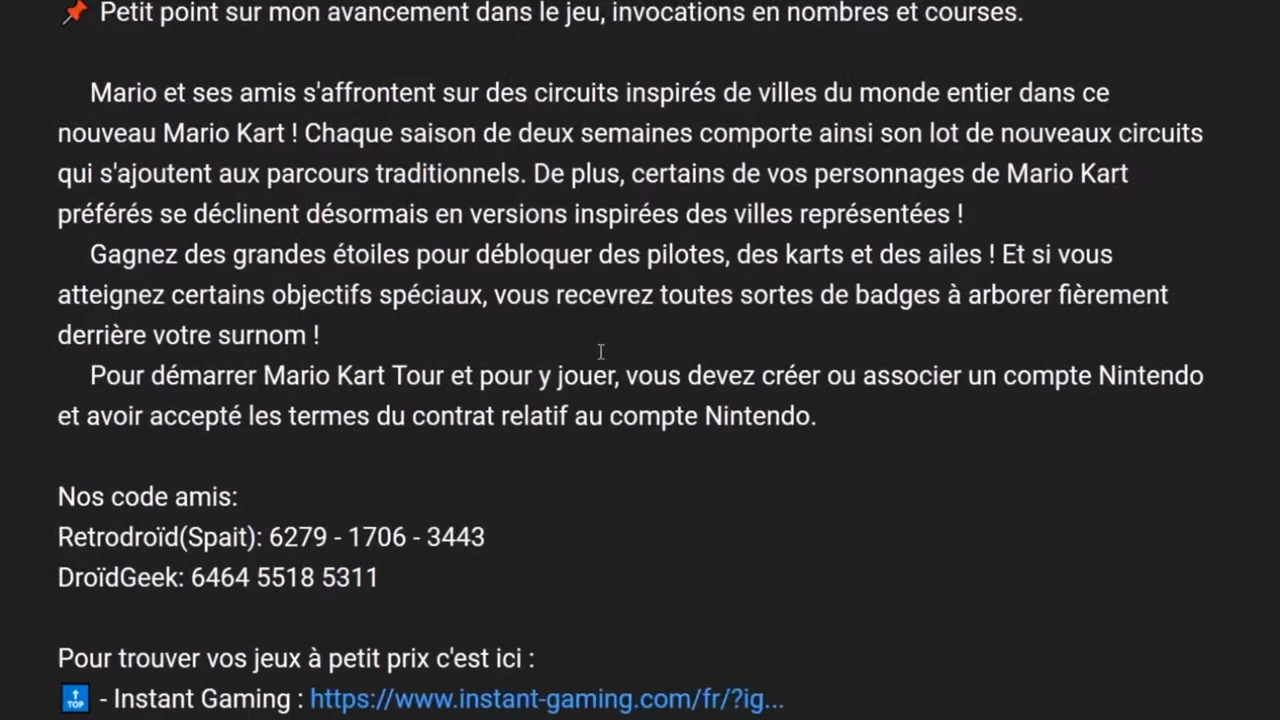 📌 Petit point sur mon avancement dans le jeu, invocations en nombres et courses.
Mario et ses amis s'affrontent sur des circuits inspirés de villes du monde entier dans ce
nouveau Mario Kart ! Chaque saison de deux semaines comporte ainsi son lot de nouveaux circuits
qui s'ajoutent aux parcours traditionnels. De plus, certains de vos personnages de Mario Kart
préférés se déclinent désormais en versions inspirées des villes représentées !
Gagnez des grandes étoiles pour débloquer des pilotes, des karts et des ailes ! Et si vous
atteignez certains objectifs spéciaux, vous recevrez toutes sortes de badges à arborer fièrement
derrière votre surnom !
Pour démarrer Mario Kart Tour et pour y jouer, vous devez créer ou associer un compte Nintendo
et avoir accepté les termes du contrat relatif au compte Nintendo.
Nos code amis:
Retrodroïd(Spait): 6279 - 1706 - 3443
DroïdGeek: 6464 5518 5311
Pour trouver vos jeux à petit prix c'est ici :
🔝 - Instant Gaming : https://www.instant-gaming.com/fr/?ig...